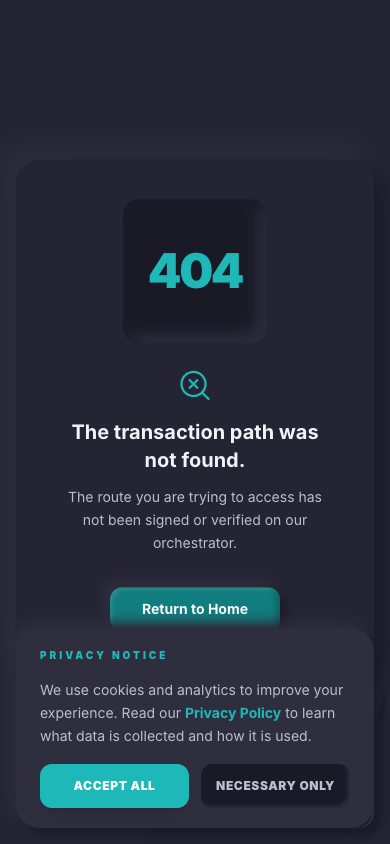 404
The transaction path was
not found.
The route you are trying to access has
not been signed or verified on our
orchestrator.
Return to Home
PRIVACY NOTICE
We use cookies and analytics to improve your
experience. Read our Privacy Policy to learn
what data is collected and how it is used.
ACCEPT ALL
NECESSARY ONLY